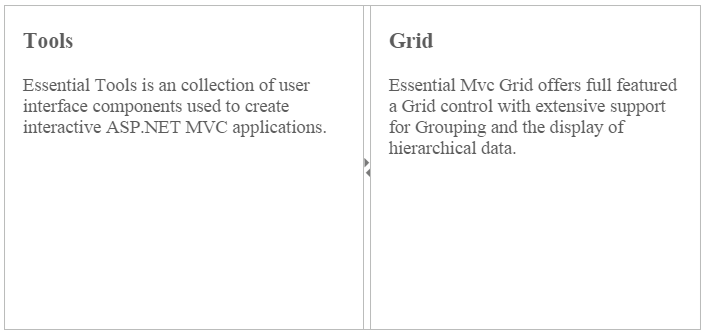 Tools
Essential Tools is an collection of user
interface components used to create
interactive ASP.NET MVC applications.
Grid
Essential Mvc Grid offers full featured
a Grid control with extensive support
for Grouping and the display of
hierarchical data.